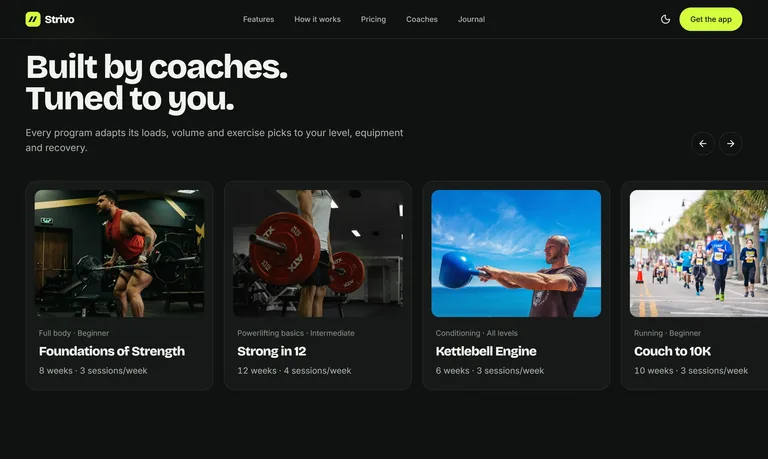 Strivo
Features
How it works
Pricing
Coaches
Journal
Get the app
Built by coaches.
Tuned to you.
Every program adapts its loads, volume and exercise picks to your level, equipment
and recovery.
Full body · Beginner
Foundations of Strength
8 weeks · 3 sessions/week
Powerlifting basics · Intermediate
Strong in 12
12 weeks · 4 sessions/week
Conditioning · All levels
Kettlebell Engine
6 weeks · 3 sessions/week
Running · Beginner
Couch to 10K
10 weeks · 3 sessions/week